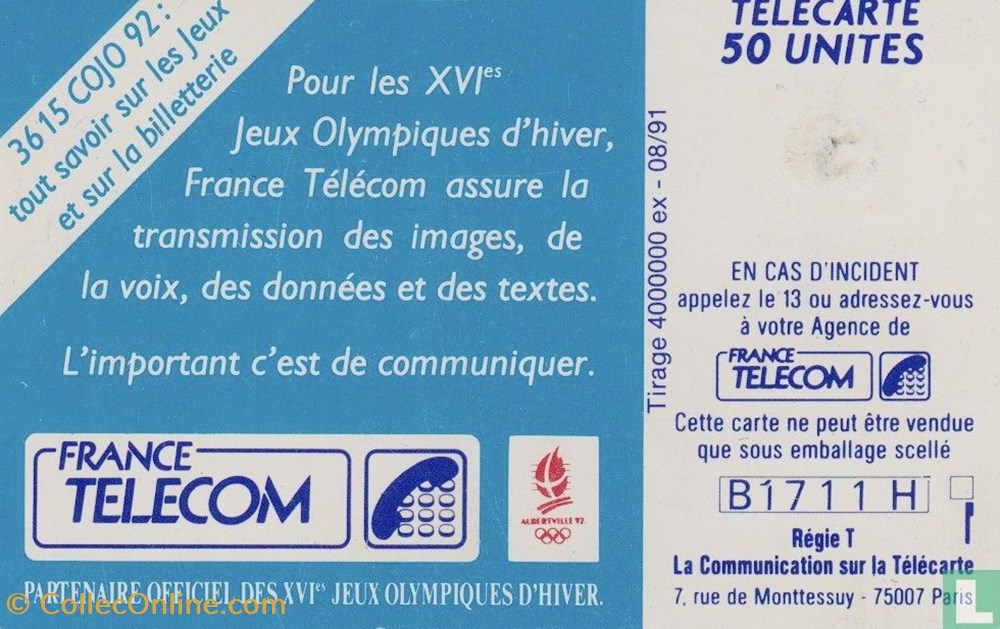 3615 COJO 92 :
tout savoir sur les Jeux
et sur la billetterie
Pour les XVIes
Jeux Olympiques d'hiver,
France Télécom assure la
transmission des images, de
la voix, des données et des textes.
L'important c'est de communiquer.
FRANCE
TELECOM
ALBERTVILLE 92
PARTENAIRE OFFICIEL DES XVIes JEUX OLYMPIQUES D'HIVER.
© CollecOnline.com
Tirage 4000000 ex - 08/91
TELECARTE
50 UNITES
EN CAS D'INCIDENT
appelez le 13 ou adressez-vous
à votre Agence de
FRANCE
TELECOM
Cette carte ne peut être vendue
que sous emballage scellé
B1711H
Régie T
La Communication sur la Télécarte
7, rue de Monttessuy - 75007 Paris
L